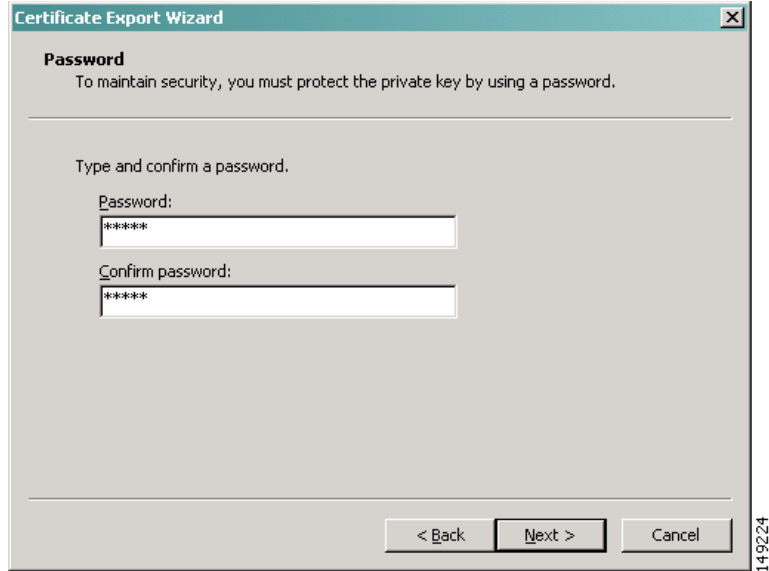 Certificate Export Wizard
Password
To maintain security, you must protect the private key by using a password.
Type and confirm a password.
Password:
*****
Confirm password:
*****
< Back Next > Cancel
149224